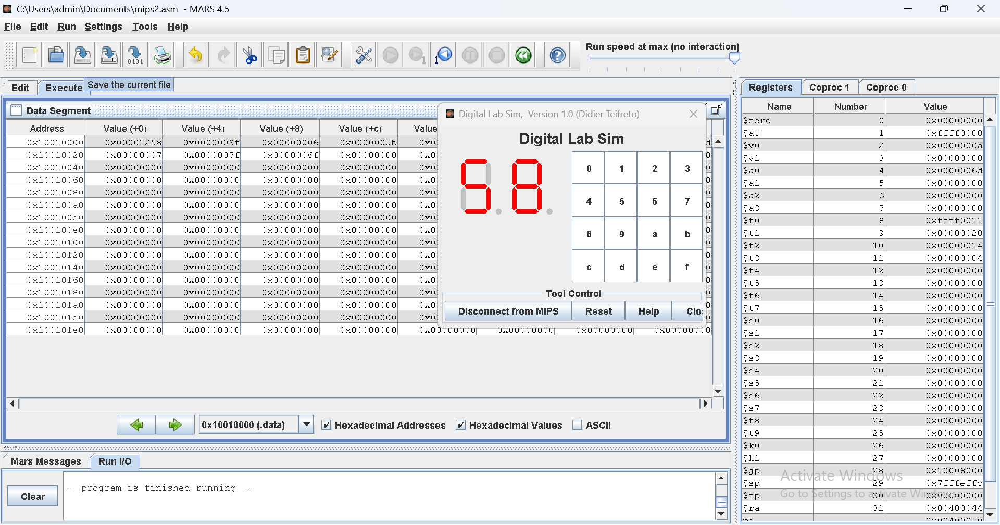 C:\Users\admin\Documents\mips2.asm - MARS 4.5
File Edit Run Settings Tools Help
Run speed at max (no interaction)
Edit Execute Save the current file
Data Segment
Address Value (+0) Value (+4) Value (+8) Value (+c) Value
0x10010000 0x00001258 0x0000003f 0x00000006 0x0000005b 0x0
0x10010020 0x00000007 0x0000007f 0x0000006f 0x00000000 0x0
0x10010040 0x00000000 0x00000000 0x00000000 0x00000000 0x0
0x10010060 0x00000000 0x00000000 0x00000000 0x00000000 0x0
0x10010080 0x00000000 0x00000000 0x00000000 0x00000000 0x0
0x100100a0 0x00000000 0x00000000 0x00000000 0x00000000 0x0
0x100100c0 0x00000000 0x00000000 0x00000000 0x00000000 0x0
0x100100e0 0x00000000 0x00000000 0x00000000 0x00000000 0x0
0x10010100 0x00000000 0x00000000 0x00000000 0x00000000 0x0
0x10010120 0x00000000 0x00000000 0x00000000 0x00000000 0x0
0x10010140 0x00000000 0x00000000 0x00000000 0x00000000 0x0
0x10010160 0x00000000 0x00000000 0x00000000 0x00000000 0x0
0x10010180 0x00000000 0x00000000 0x00000000 0x00000000 0x0
0x100101a0 0x00000000 0x00000000 0x00000000 0x00000000 0x0
0x100101c0 0x00000000 0x00000000 0x00000000 0x00000000 0x0
0x100101e0 0x00000000 0x00000000 0x00000000 0x00000000 0x00000000 0x00000000 0x00000000 0x00000000
Digital Lab Sim, Version 1.0 (Didier Teifreto)
Digital Lab Sim
58
0 1 2 3
4 5 6 7
8 9 a b
c d e f
Tool Control
Disconnect from MIPS Reset Help Clo
0x10010000 (.data) Hexadecimal Addresses Hexadecimal Values ASCII
Mars Messages Run I/O
Clear
-- program is finished running --
Registers Coproc 1 Coproc 0
Name Number Value
$zero 0 0x00000000
$at 1 0xffff0000
$v0 2 0x0000000a
$v1 3 0x00000000
$a0 4 0x0000006d
$a1 5 0x00000000
$a2 6 0x00000000
$a3 7 0x00000000
$t0 8 0xffff0011
$t1 9 0x00000020
$t2 10 0x00000014
$t3 11 0x00000004
$t4 12 0x00000000
$t5 13 0x00000000
$t6 14 0x00000000
$t7 15 0x00000000
$s0 16 0x00000000
$s1 17 0x00000000
$s2 18 0x00000000
$s3 19 0x00000000
$s4 20 0x00000000
$s5 21 0x00000000
$s6 22 0x00000000
$s7 23 0x00000000
$t8 24 0x00000000
$t9 25 0x00000000
$k0 26 0x00000000
$k1 27 0x00000000
$gp 28 0x10008000
$sp 29 0x7fffeffc
$fp 30 0x00000000
$ra 31 0x00400044
pc 0x00400050
Activate Windows
Go to Settings to activate Windows.